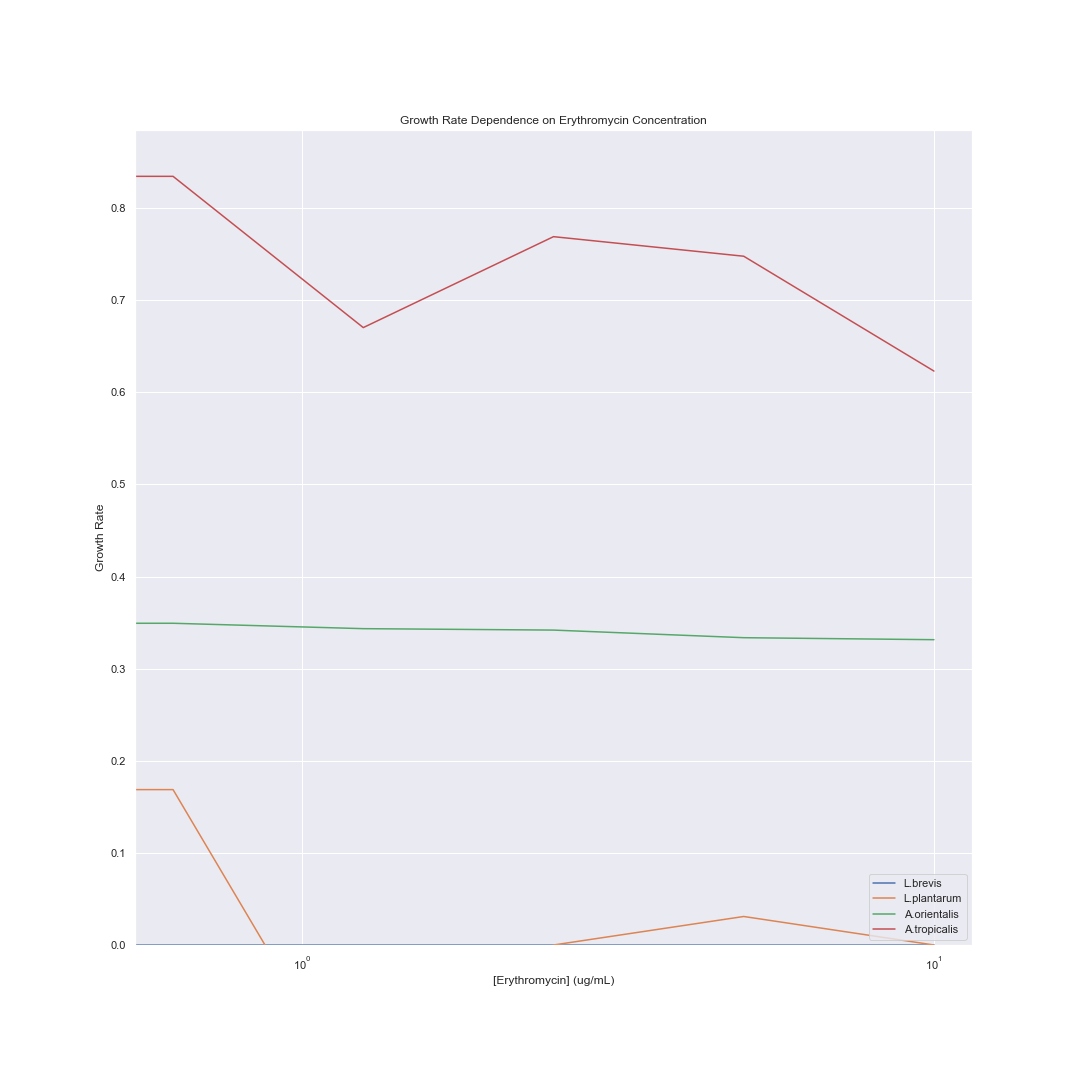 Growth Rate Dependence on Erythromycin Concentration
0.8
0.7
0.6
0.5
0.4
0.3
0.2
0.1
0.0
Growth Rate
L.brevis
L.plantarum
A.orientalis
A.tropicalis
10⁰
10¹
[Erythromycin] (ug/mL)